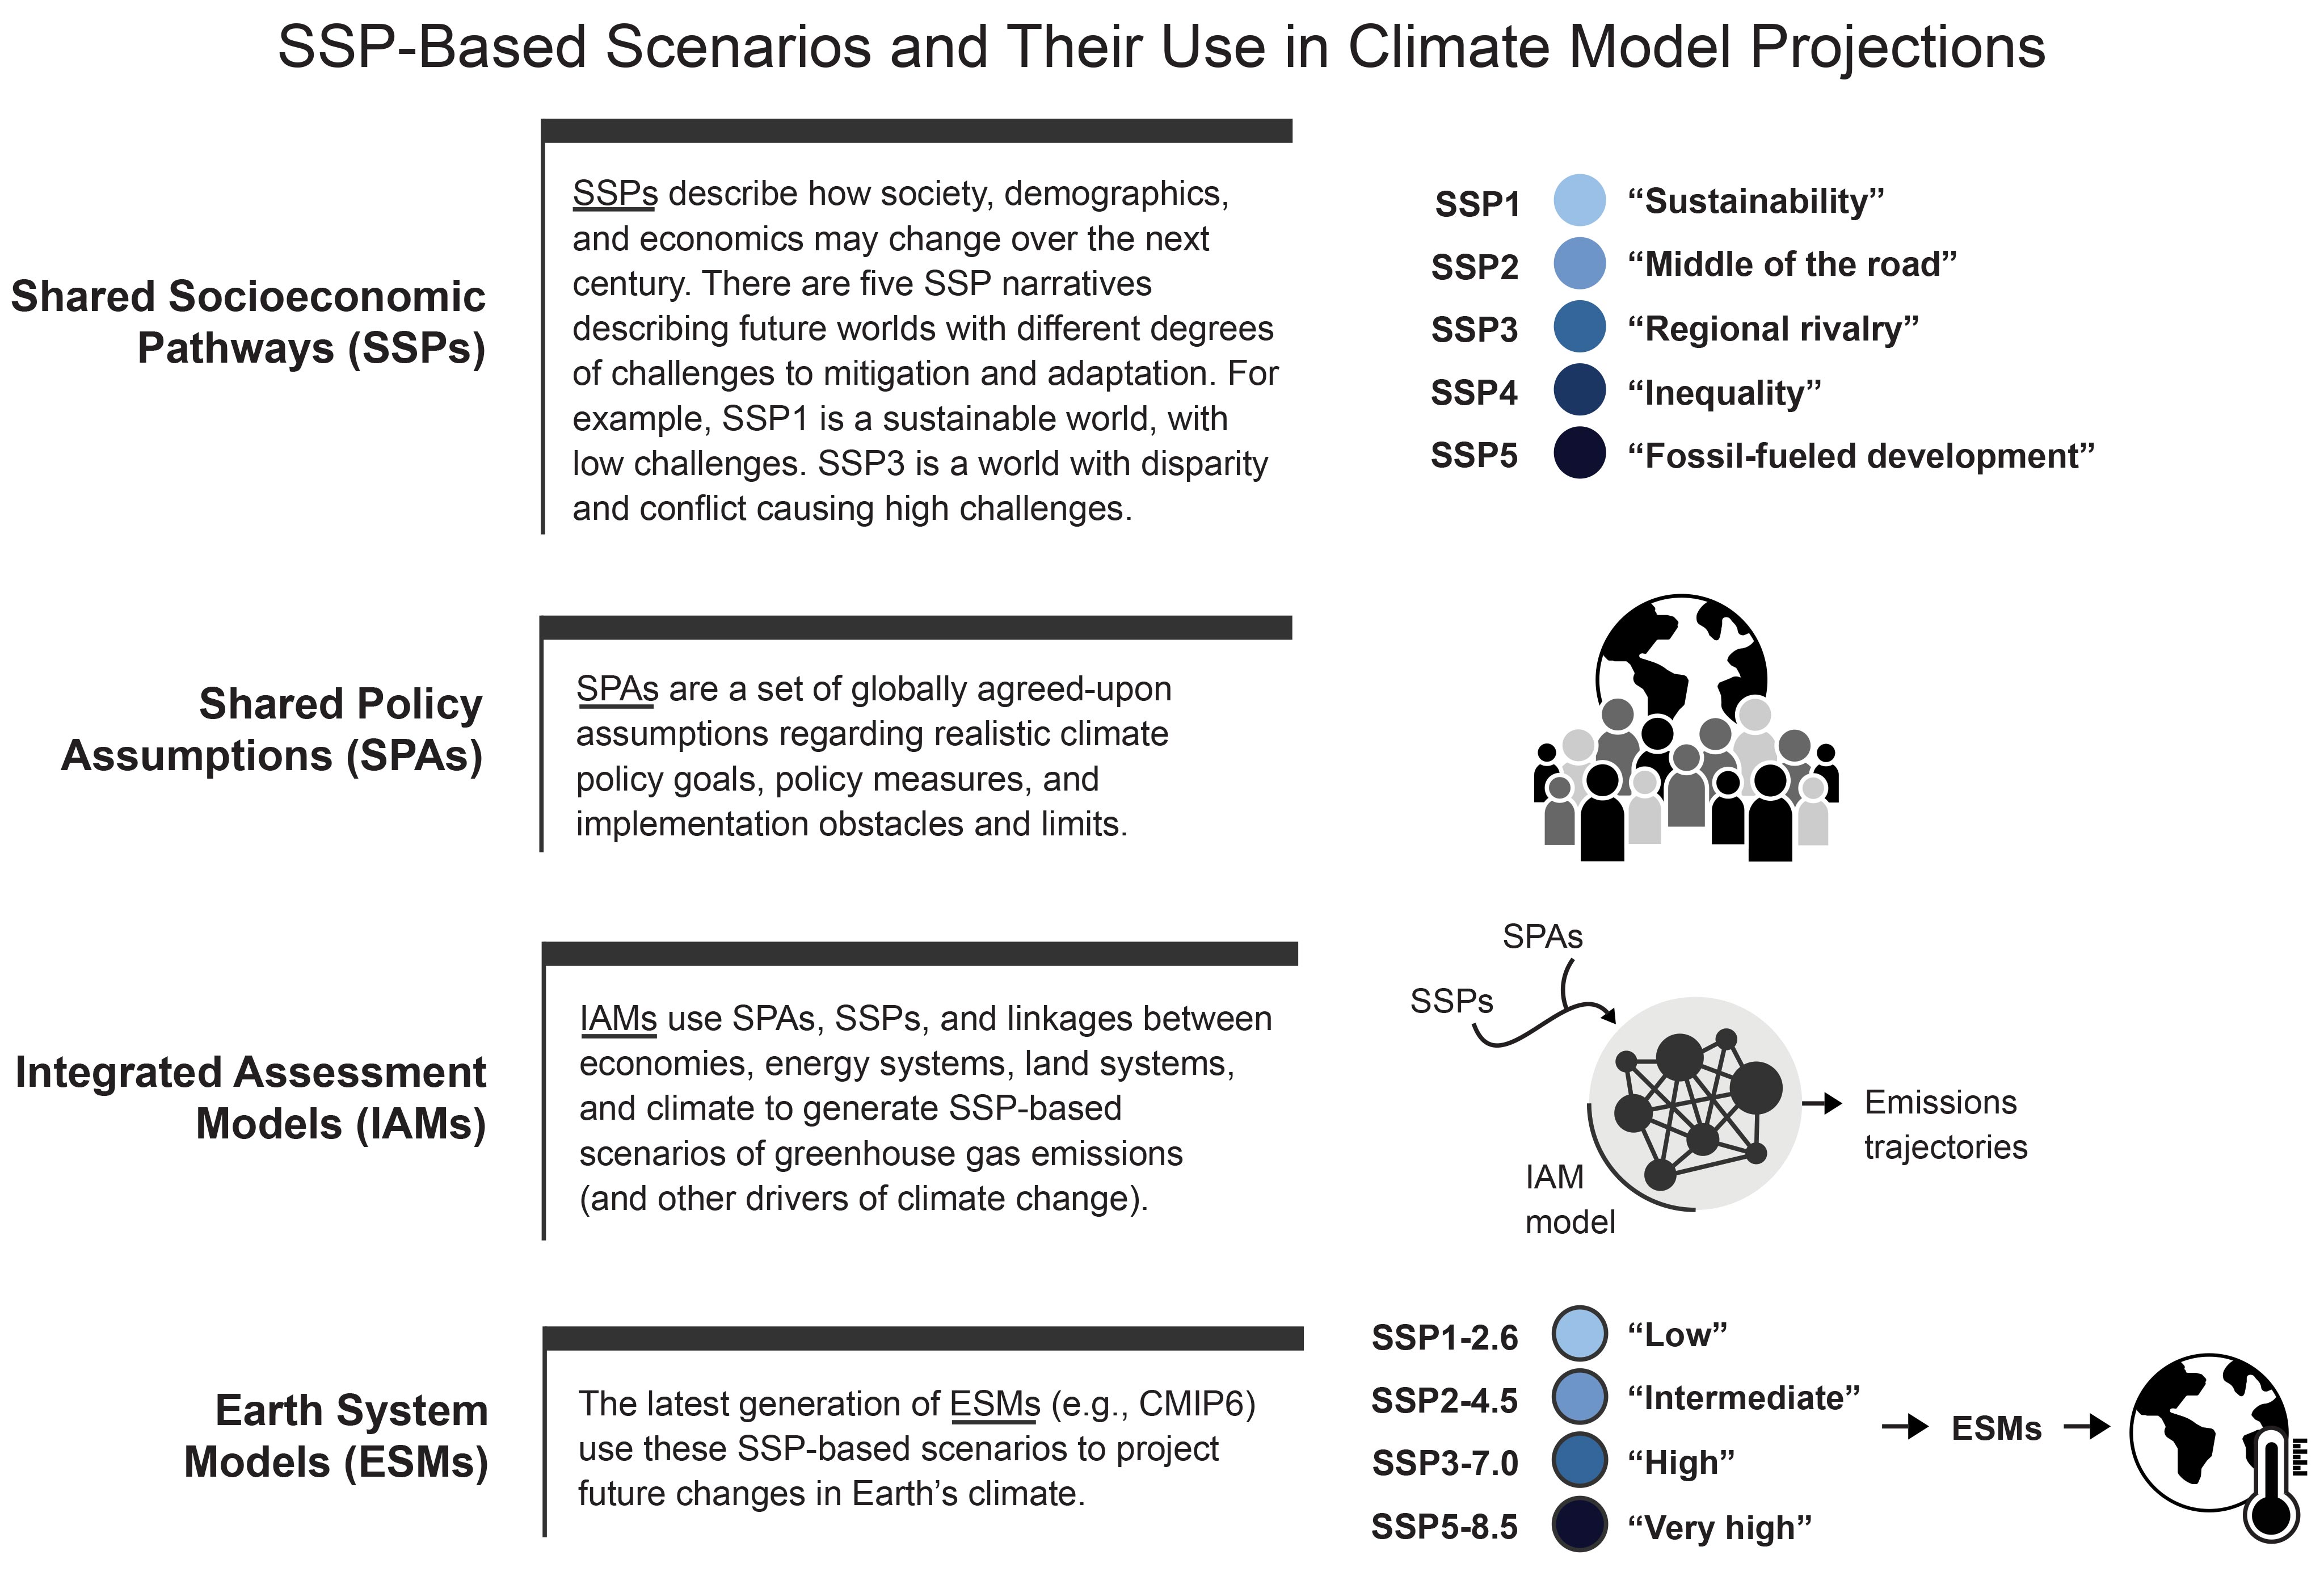 SSP-Based Scenarios and Their Use in Climate Model Projections
Shared Socioeconomic
Pathways (SSPs)
SSPs describe how society, demographics,
and economics may change over the next
century. There are five SSP narratives
describing future worlds with different degrees
of challenges to mitigation and adaptation. For
example, SSP1 is a sustainable world, with
low challenges. SSP3 is a world with disparity
and conflict causing high challenges.
SSP1 “Sustainability”
SSP2 “Middle of the road”
SSP3 “Regional rivalry”
SSP4 “Inequality”
SSP5 “Fossil-fueled development”
Shared Policy
Assumptions (SPAs)
SPAs are a set of globally agreed-upon
assumptions regarding realistic climate
policy goals, policy measures, and
implementation obstacles and limits.
Integrated Assessment
Models (IAMs)
IAMs use SPAs, SSPs, and linkages between
economies, energy systems, land systems,
and climate to generate SSP-based
scenarios of greenhouse gas emissions
(and other drivers of climate change).
SPAs
SSPs
IAM
model
Emissions
trajectories
Earth System
Models (ESMs)
The latest generation of ESMs (e.g., CMIP6)
use these SSP-based scenarios to project
future changes in Earth’s climate.
SSP1-2.6 “Low”
SSP2-4.5 “Intermediate”
SSP3-7.0 “High”
SSP5-8.5 “Very high”
ESMs